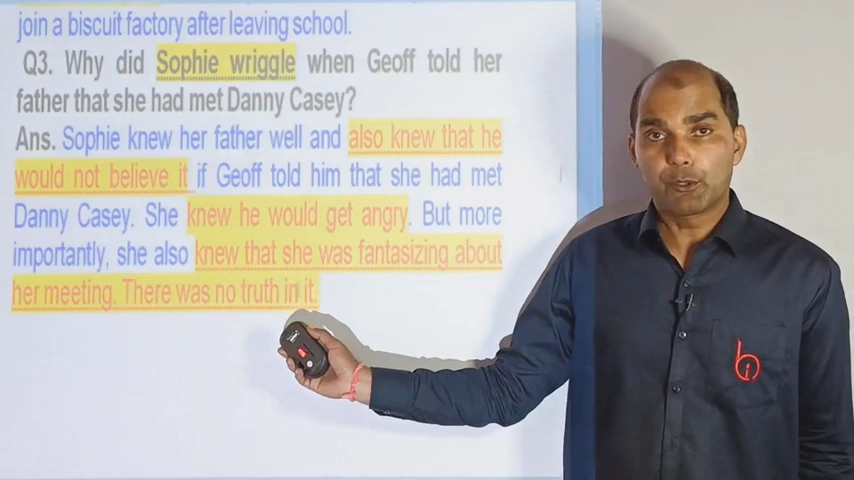 join a biscuit factory after leaving school.
Q3. Why did Sophie wriggle when Geoff told her
father that she had met Danny Casey?
Ans. Sophie knew her father well and also knew that he
would not believe it if Geoff told him that she had met
Danny Casey. She knew he would get angry. But more
importantly, she also knew that she was fantasizing about
her meeting. There was no truth in it.